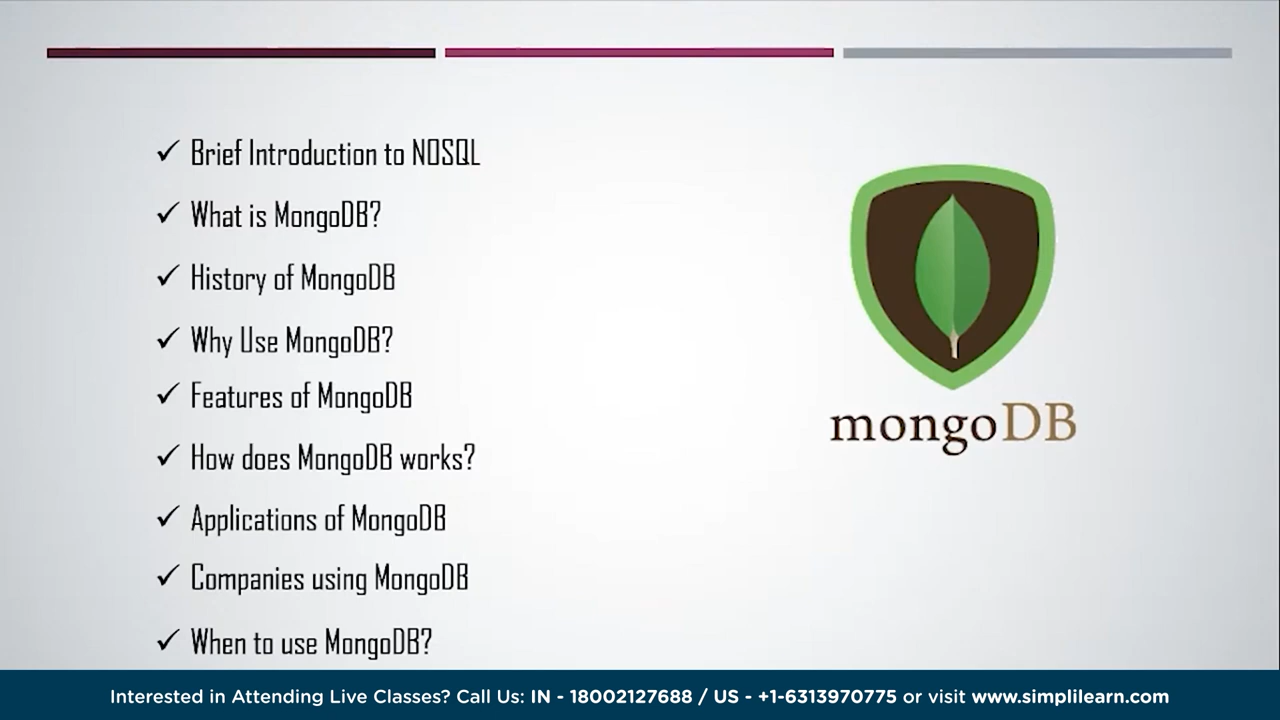 Brief Introduction to NOSQL
What is MongoDB?
History of MongoDB
Why Use MongoDB?
Features of MongoDB
How does MongoDB works?
Applications of MongoDB
Companies using MongoDB
When to use MongoDB?
mongoDB
Interested in Attending Live Classes? Call Us: IN - 18002127688 / US - +1-6313970775 or visit www.simplilearn.com